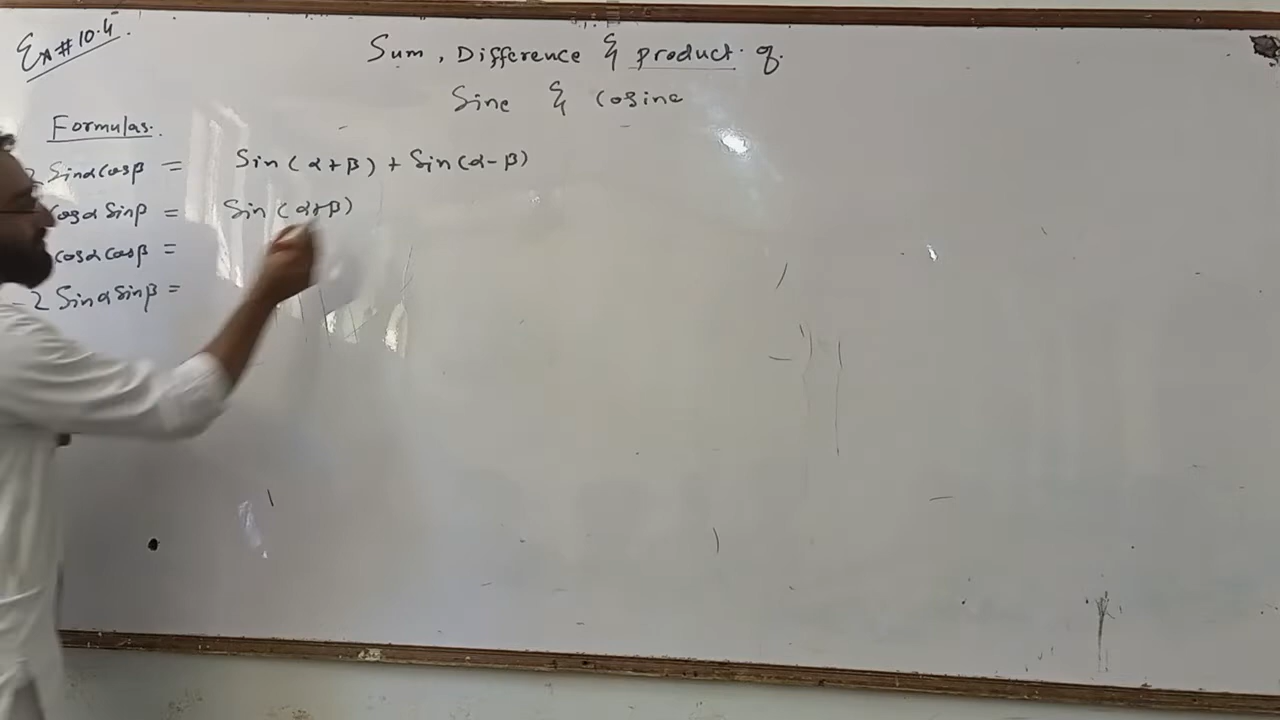 Ex#10.4.
Sum, Difference & product of
Sine & Cosine
Formulas.
2 Sinα cosβ = Sin(α+β) + Sin(α-β)
cosα Sinβ = Sin(α+β)
cosα cosβ =
-2 Sinα Sinβ =